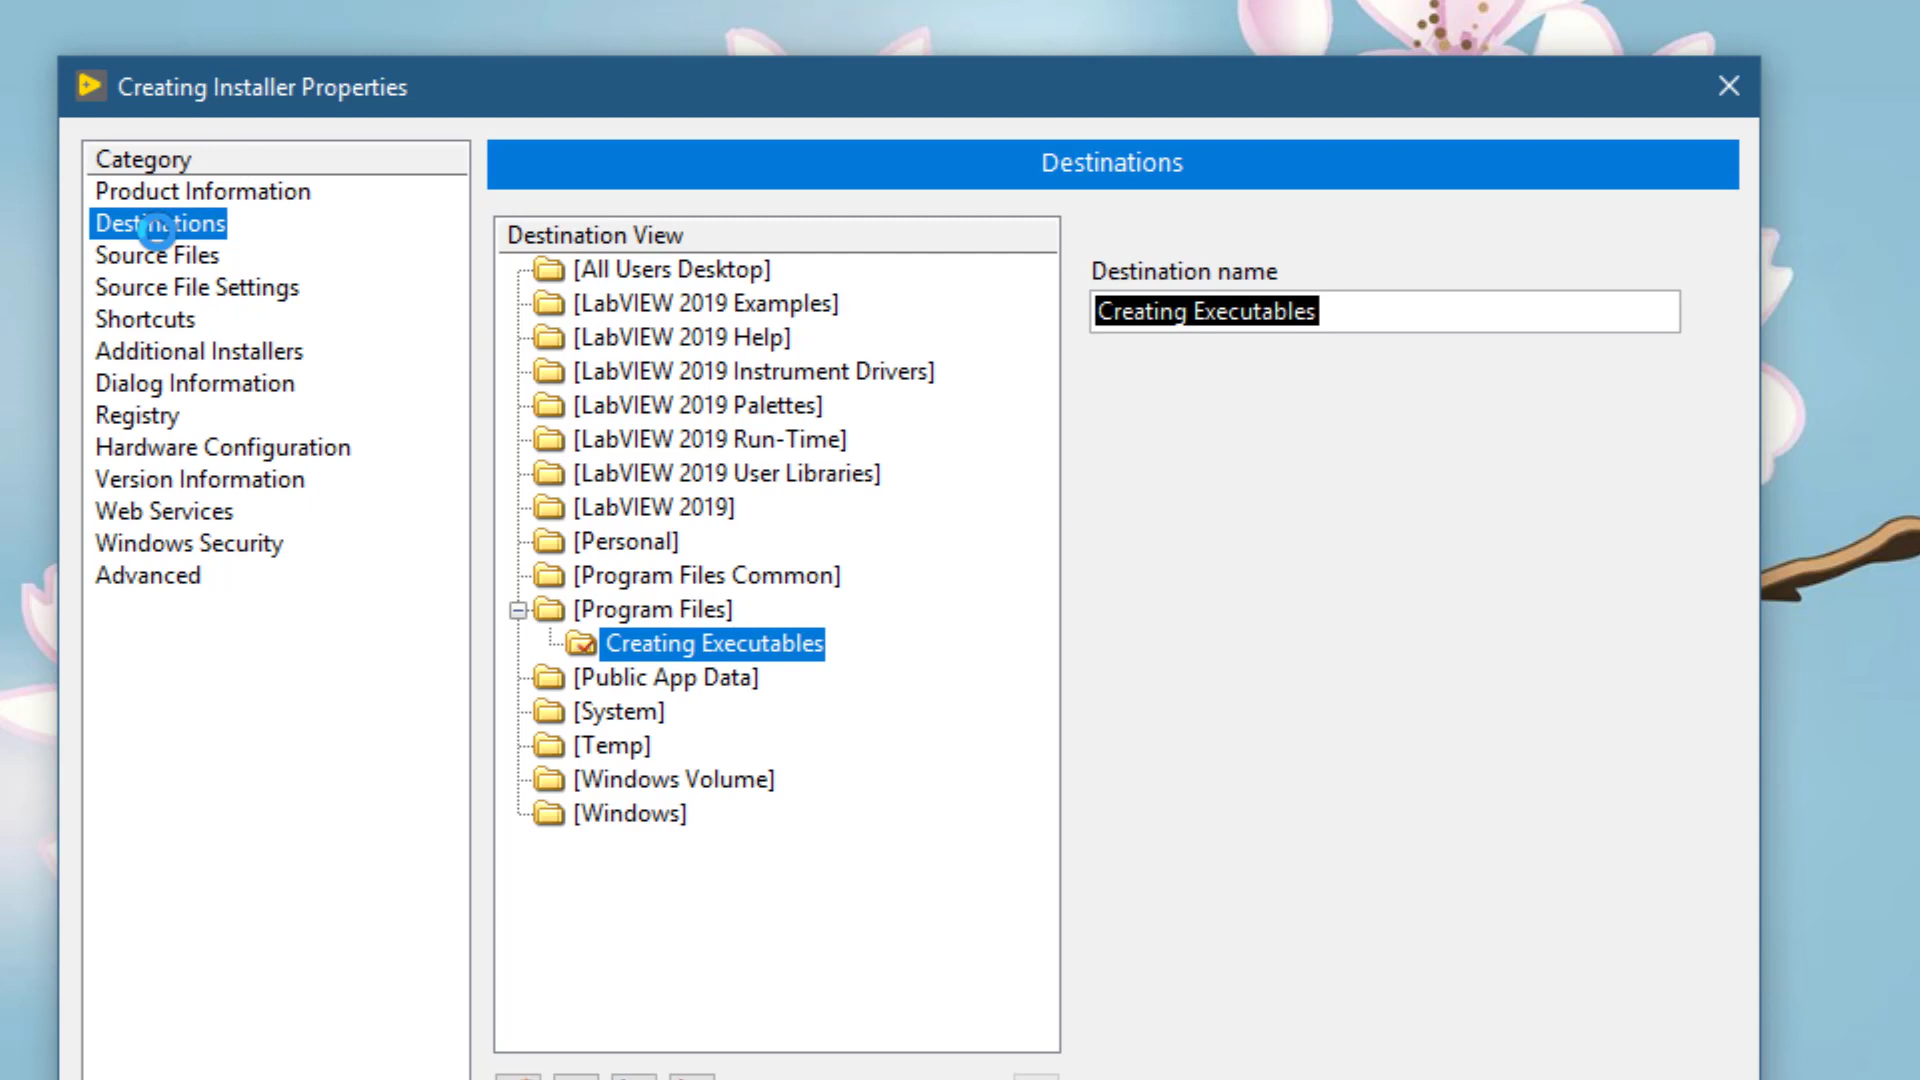 Creating Installer Properties
Category
Product Information
Destinations
Source Files
Source File Settings
Shortcuts
Additional Installers
Dialog Information
Registry
Hardware Configuration
Version Information
Web Services
Windows Security
Advanced
Destinations
Destination View
[All Users Desktop]
[LabVIEW 2019 Examples]
[LabVIEW 2019 Help]
[LabVIEW 2019 Instrument Drivers]
[LabVIEW 2019 Palettes]
[LabVIEW 2019 Run-Time]
[LabVIEW 2019 User Libraries]
[LabVIEW 2019]
[Personal]
[Program Files Common]
[Program Files]
Creating Executables
[Public App Data]
[System]
[Temp]
[Windows Volume]
[Windows]
Destination name
Creating Executables